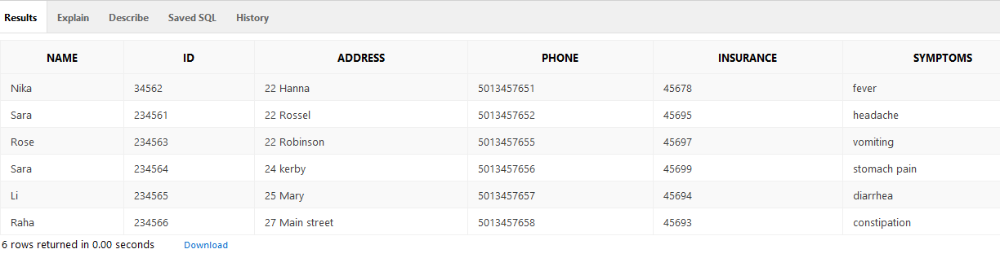 Results Explain Describe Saved SQL History
NAME ID ADDRESS PHONE INSURANCE SYMPTOMS
Nika 34562 22 Hanna 5013457651 45678 fever
Sara 234561 22 Rossel 5013457652 45695 headache
Rose 234563 22 Robinson 5013457655 45697 vomiting
Sara 234564 24 kerby 5013457656 45699 stomach pain
Li 234565 25 Mary 5013457657 45694 diarrhea
Raha 234566 27 Main street 5013457658 45693 constipation
6 rows returned in 0.00 seconds Download